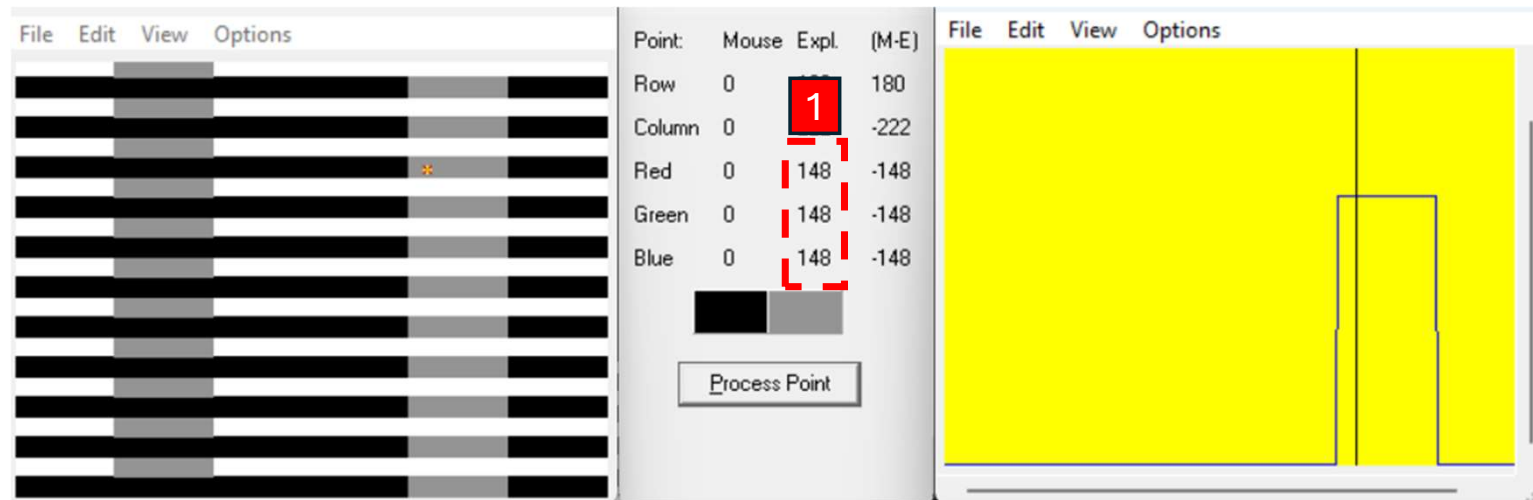 File Edit View Options
Point: Mouse Expl. (M-E)
Row 0 180
1
Column 0 -222
Red 0 148 -148
Green 0 148 -148
Blue 0 148 -148
Process Point
File Edit View Options